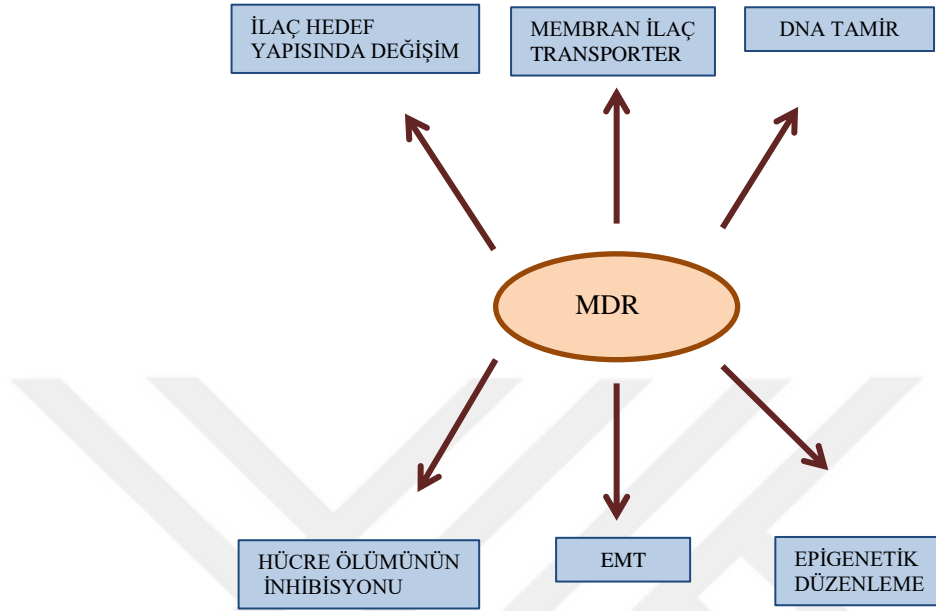 İLAÇ HEDEF
YAPISINDA DEĞİŞİM
MEMBRAN İLAÇ
TRANSPORTER
DNA TAMİR
MDR
HÜCRE ÖLÜMÜNÜN
İNHİBİSYONU
EMT
EPİGENETİK
DÜZENLEME